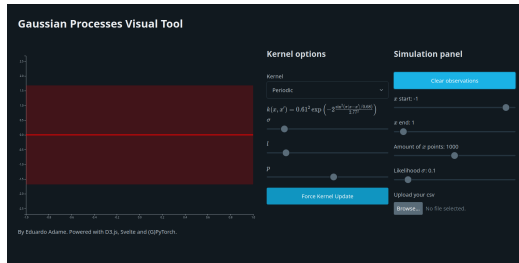 Gaussian Processes Visual Tool
Kernel options
Simulation panel
Kernel
Periodic
σ
l
p
Force Kernel Update
Clear observations
x start: -1
x end: 1
Amount of x points: 1000
Likelihood σ: 0.1
Upload your csv
Browse... No file selected.
By Eduardo Adame. Powered with D3.js, Svelte and (G)PyTorch.